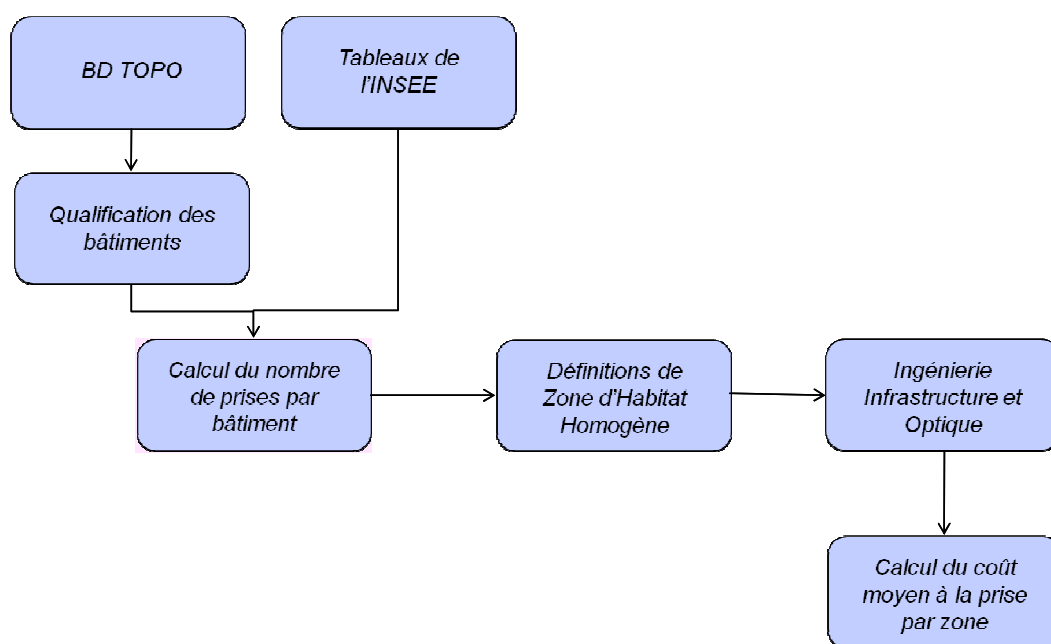 BD TOPO
Tableaux de
l'INSEE
Qualification des
bâtiments
Calcul du nombre
de prises par
bâtiment
Définitions de
Zone d'Habitat
Homogène
Ingénierie
Infrastructure et
Optique
Calcul du coût
moyen à la prise
par zone